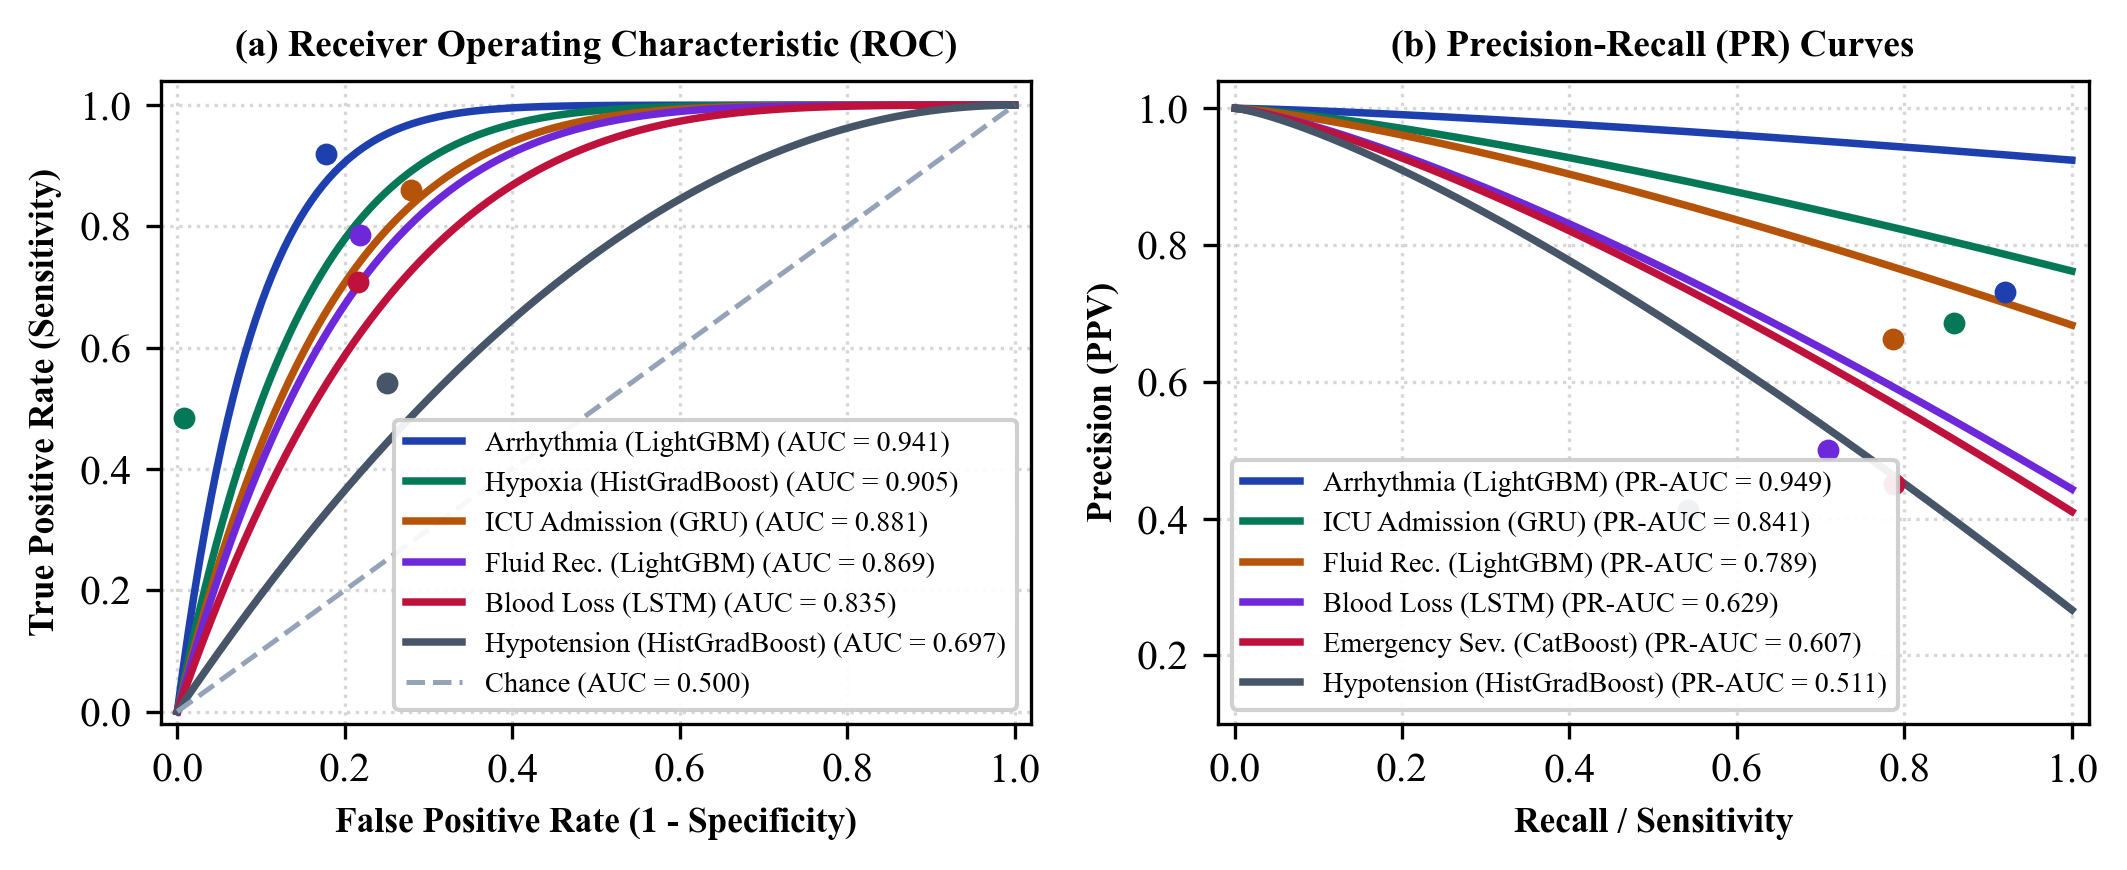 (a) Receiver Operating Characteristic (ROC)
True Positive Rate (Sensitivity)
1.0
0.8
0.6
0.4
0.2
0.0
Arrhythmia (LightGBM) (AUC = 0.941)
Hypoxia (HistGradBoost) (AUC = 0.905)
ICU Admission (GRU) (AUC = 0.881)
Fluid Rec. (LightGBM) (AUC = 0.869)
Blood Loss (LSTM) (AUC = 0.835)
Hypotension (HistGradBoost) (AUC = 0.697)
Chance (AUC = 0.500)
0.0 0.2 0.4 0.6 0.8 1.0
False Positive Rate (1 - Specificity)
(b) Precision-Recall (PR) Curves
Precision (PPV)
1.0
0.8
0.6
0.4
0.2
Arrhythmia (LightGBM) (PR-AUC = 0.949)
ICU Admission (GRU) (PR-AUC = 0.841)
Fluid Rec. (LightGBM) (PR-AUC = 0.789)
Blood Loss (LSTM) (PR-AUC = 0.629)
Emergency Sev. (CatBoost) (PR-AUC = 0.607)
Hypotension (HistGradBoost) (PR-AUC = 0.511)
0.0 0.2 0.4 0.6 0.8 1.0
Recall / Sensitivity